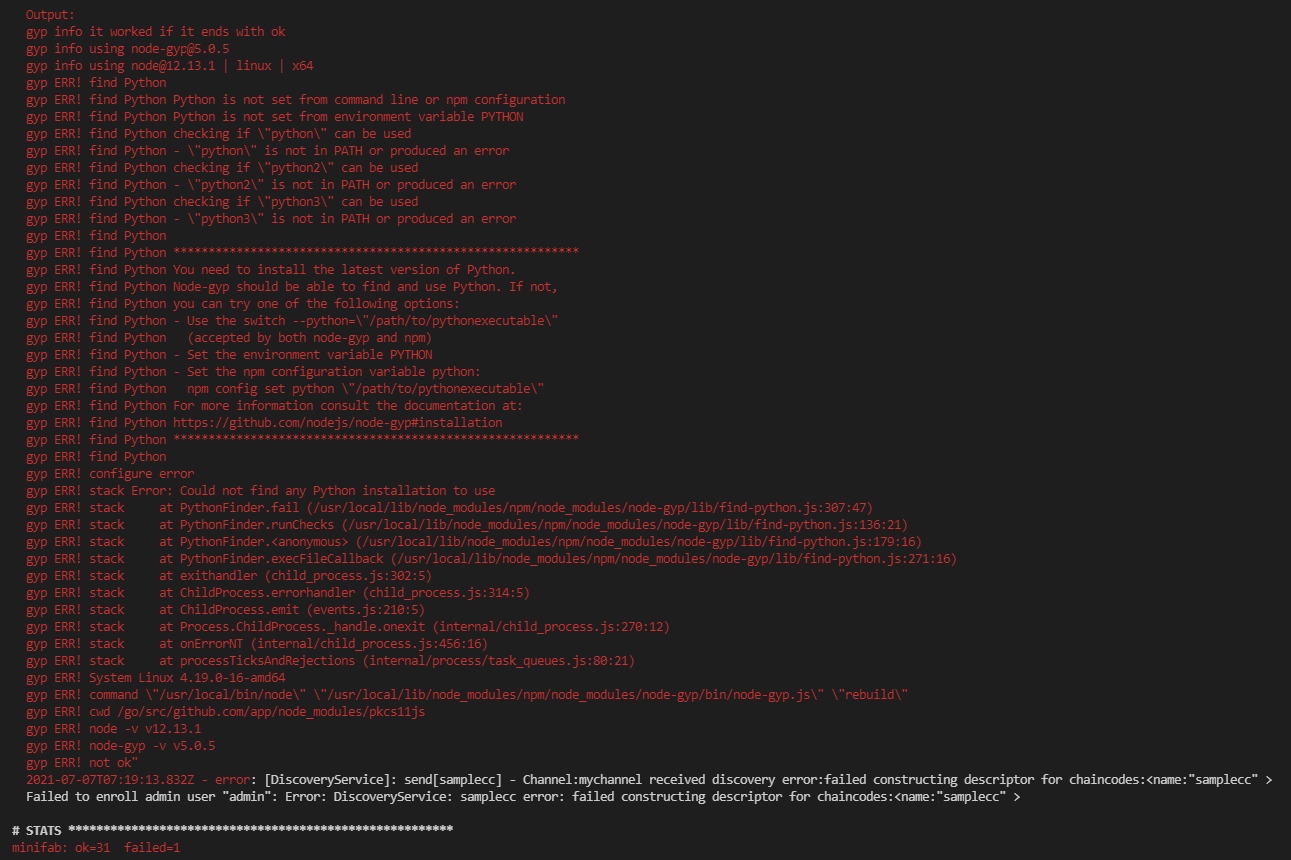 Output:
gyp info it worked if it ends with ok
gyp info using node-gyp@5.0.5
gyp info using node@12.13.1 | linux | x64
gyp ERR! find Python
gyp ERR! find Python Python is not set from command line or npm configuration
gyp ERR! find Python Python is not set from environment variable PYTHON
gyp ERR! find Python checking if \"python\" can be used
gyp ERR! find Python - \"python\" is not in PATH or produced an error
gyp ERR! find Python checking if \"python2\" can be used
gyp ERR! find Python - \"python2\" is not in PATH or produced an error
gyp ERR! find Python checking if \"python3\" can be used
gyp ERR! find Python - \"python3\" is not in PATH or produced an error
gyp ERR! find Python
gyp ERR! find Python **********************************************************
gyp ERR! find Python You need to install the latest version of Python.
gyp ERR! find Python Node-gyp should be able to find and use Python. If not,
gyp ERR! find Python you can try one of the following options:
gyp ERR! find Python - Use the switch --python=\"/path/to/pythonexecutable\"
gyp ERR! find Python   (accepted by both node-gyp and npm)
gyp ERR! find Python - Set the environment variable PYTHON
gyp ERR! find Python - Set the npm configuration variable python:
gyp ERR! find Python   npm config set python \"/path/to/pythonexecutable\"
gyp ERR! find Python For more information consult the documentation at:
gyp ERR! find Python https://github.com/nodejs/node-gyp#installation
gyp ERR! find Python **********************************************************
gyp ERR! find Python
gyp ERR! configure error
gyp ERR! stack Error: Could not find any Python installation to use
gyp ERR! stack     at PythonFinder.fail (/usr/local/lib/node_modules/npm/node_modules/node-gyp/lib/find-python.js:307:47)
gyp ERR! stack     at PythonFinder.runChecks (/usr/local/lib/node_modules/npm/node_modules/node-gyp/lib/find-python.js:136:21)
gyp ERR! stack     at PythonFinder.<anonymous> (/usr/local/lib/node_modules/npm/node_modules/node-gyp/lib/find-python.js:179:16)
gyp ERR! stack     at PythonFinder.execFileCallback (/usr/local/lib/node_modules/npm/node_modules/node-gyp/lib/find-python.js:271:16)
gyp ERR! stack     at exithandler (child_process.js:302:5)
gyp ERR! stack     at ChildProcess.errorhandler (child_process.js:314:5)
gyp ERR! stack     at ChildProcess.emit (events.js:210:5)
gyp ERR! stack     at Process.ChildProcess._handle.onexit (internal/child_process.js:270:12)
gyp ERR! stack     at onErrorNT (internal/child_process.js:456:16)
gyp ERR! stack     at processTicksAndRejections (internal/process/task_queues.js:80:21)
gyp ERR! System Linux 4.19.0-16-amd64
gyp ERR! command \"/usr/local/bin/node\" \"/usr/local/lib/node_modules/npm/node_modules/node-gyp/bin/node-gyp.js\" \"rebuild\"
gyp ERR! cwd /go/src/github.com/app/node_modules/pkcs11js
gyp ERR! node -v v12.13.1
gyp ERR! node-gyp -v v5.0.5
gyp ERR! not ok"
2021-07-07T07:19:13.832Z - error: [DiscoveryService]: send[samplecc] - Channel:mychannel received discovery error:failed constructing descriptor for chaincodes:<name:"samplecc" >
Failed to enroll admin user "admin": Error: DiscoveryService: samplecc error: failed constructing descriptor for chaincodes:<name:"samplecc" >
# STATS *******************************************************
minifab: ok=31  failed=1